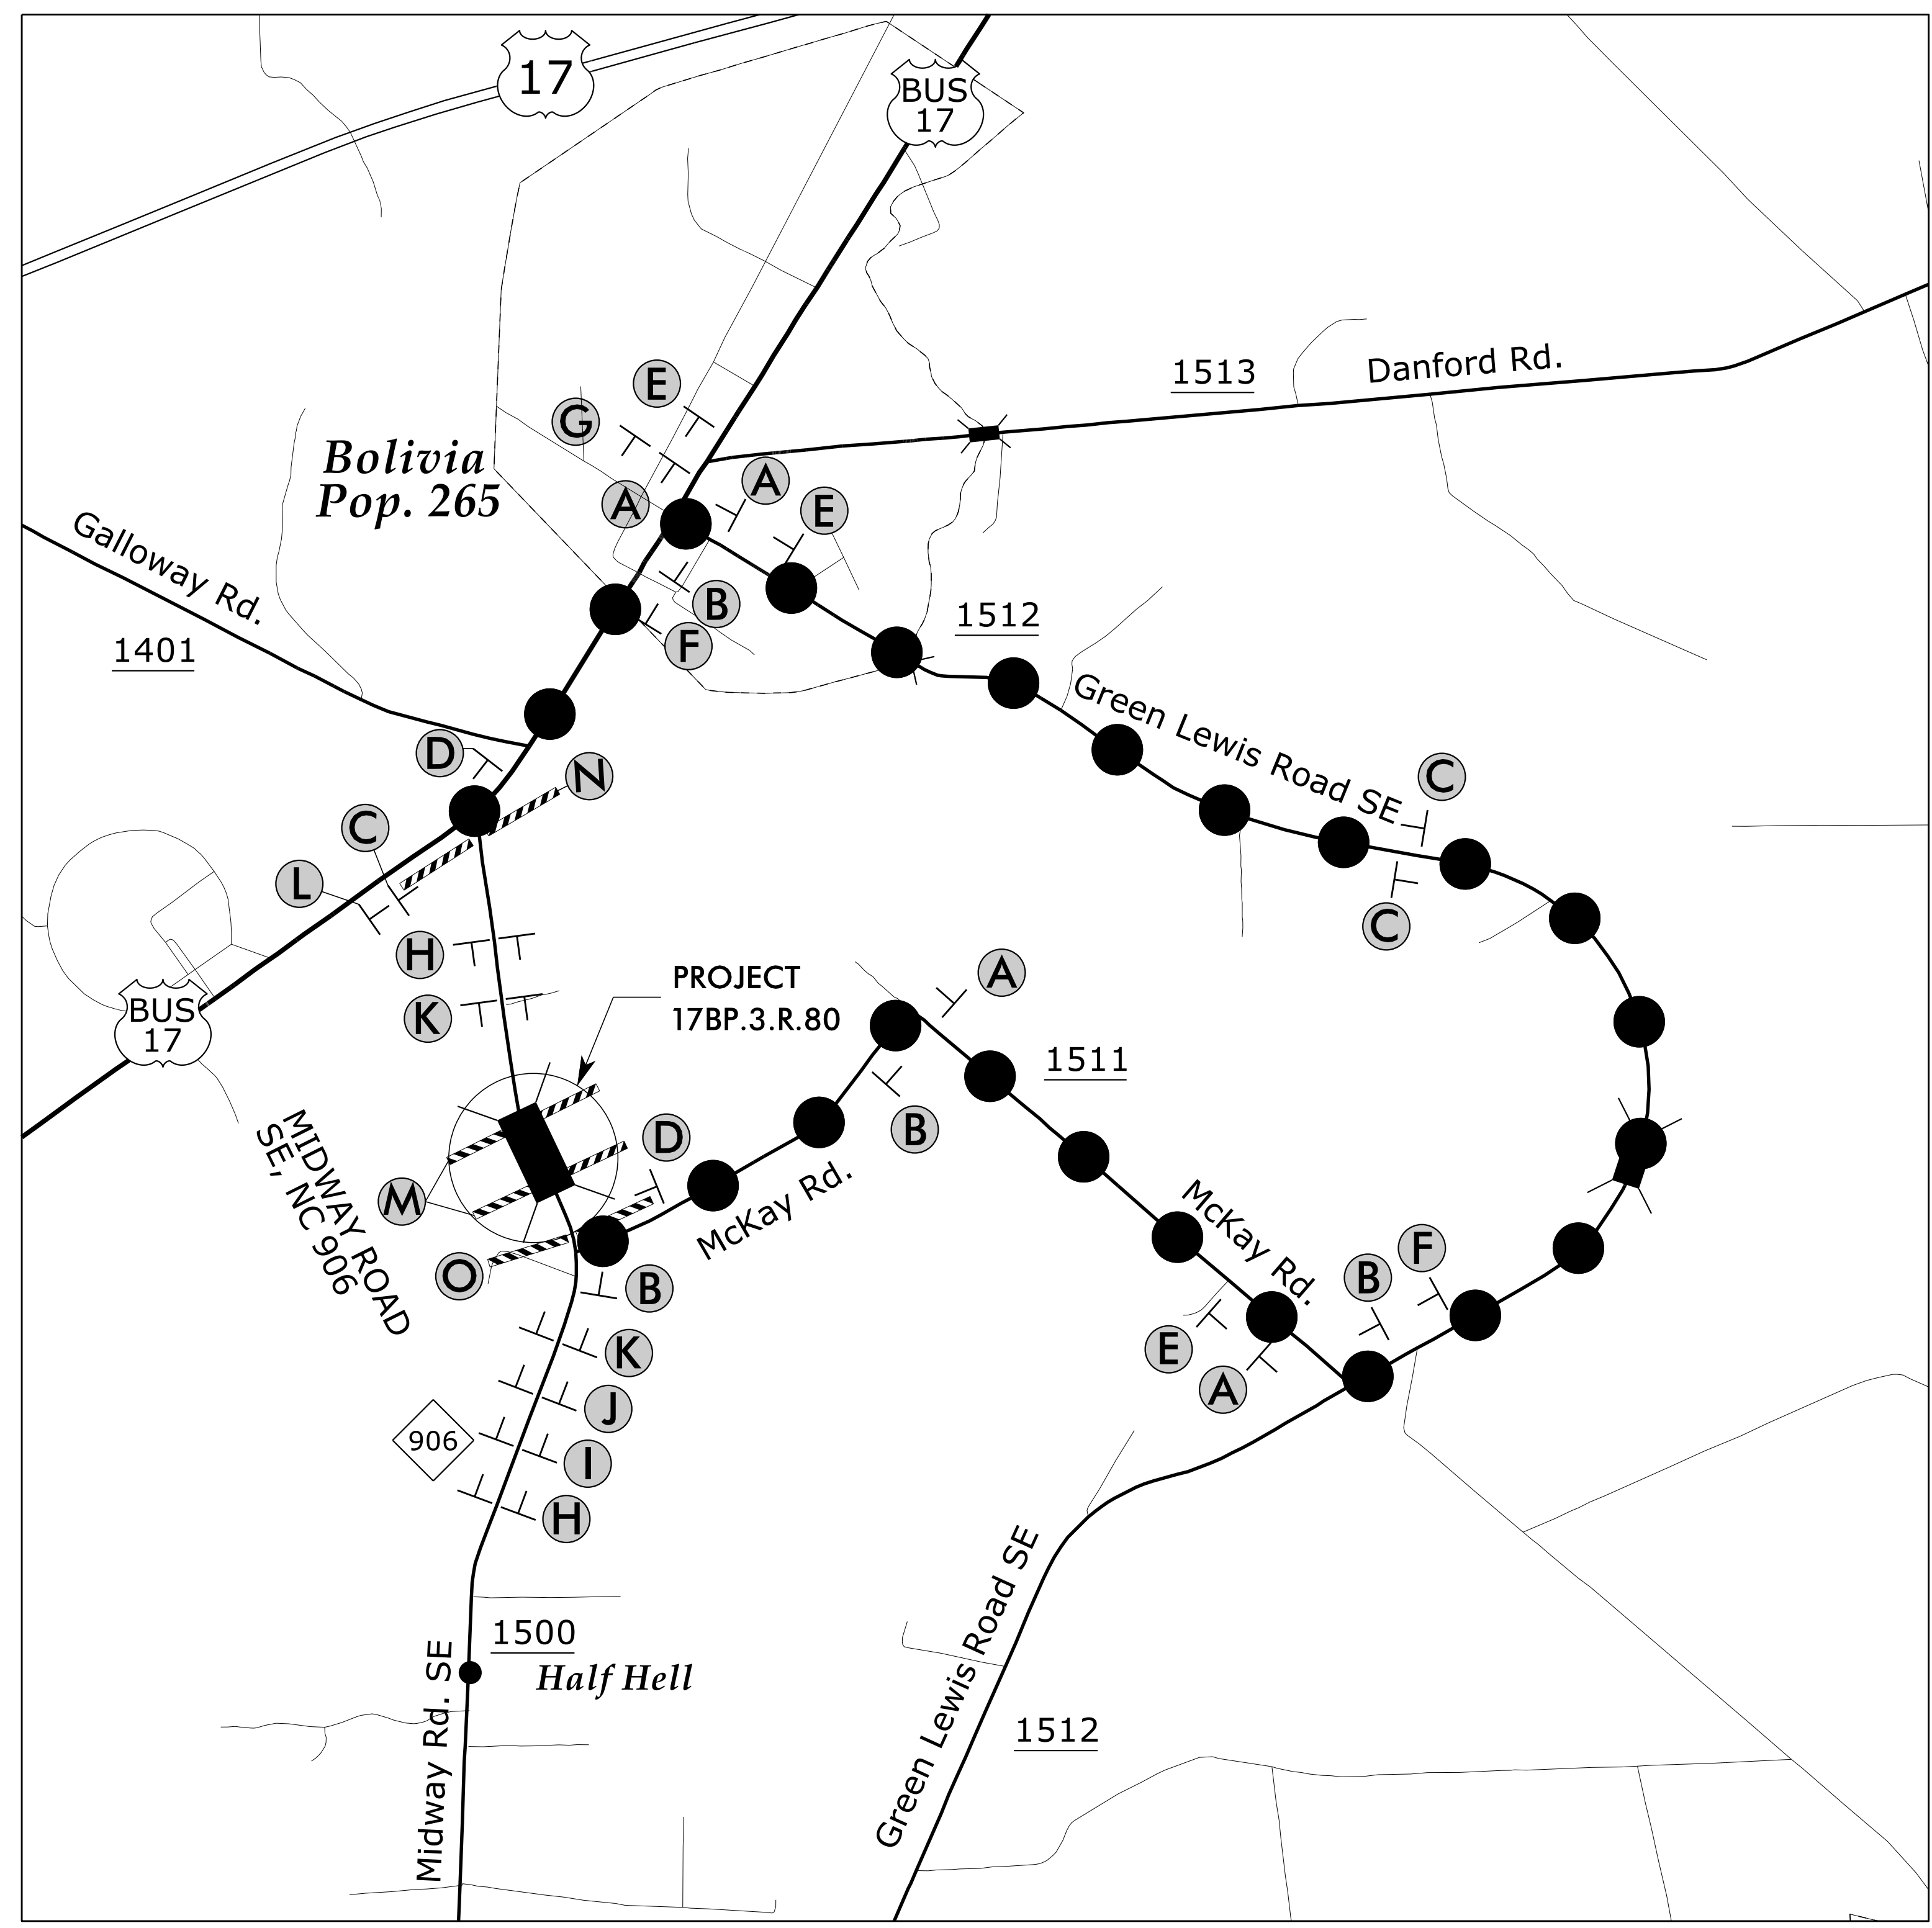 17
BUS
17
1513
Danford Rd.
E
G
Bolivia
Pop. 265
A
A
E
Galloway Rd.
1401
B
F
1512
Green Lewis Road SE
D
N
C
C
L
C
H
K
BUS
17
PROJECT
17BP.3.R.80
A
1511
B
D
M
McKay Rd.
McKay Rd.
MIDWAY ROAD
SE, NC 906
O
B
B
F
K
E
A
J
906
I
H
1500
Half Hell
Midway Rd. SE
Green Lewis Road SE
1512